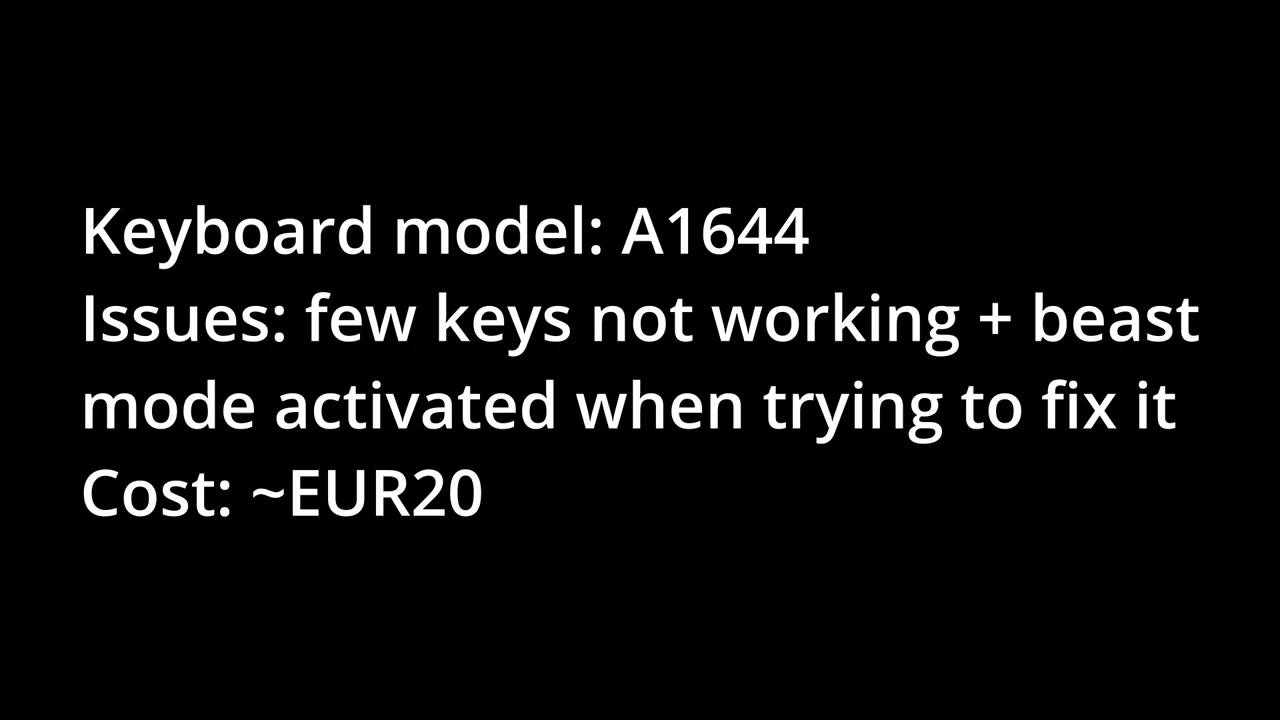 Keyboard model: A1644
Issues: few keys not working + beast
mode activated when trying to fix it
Cost: ~EUR20